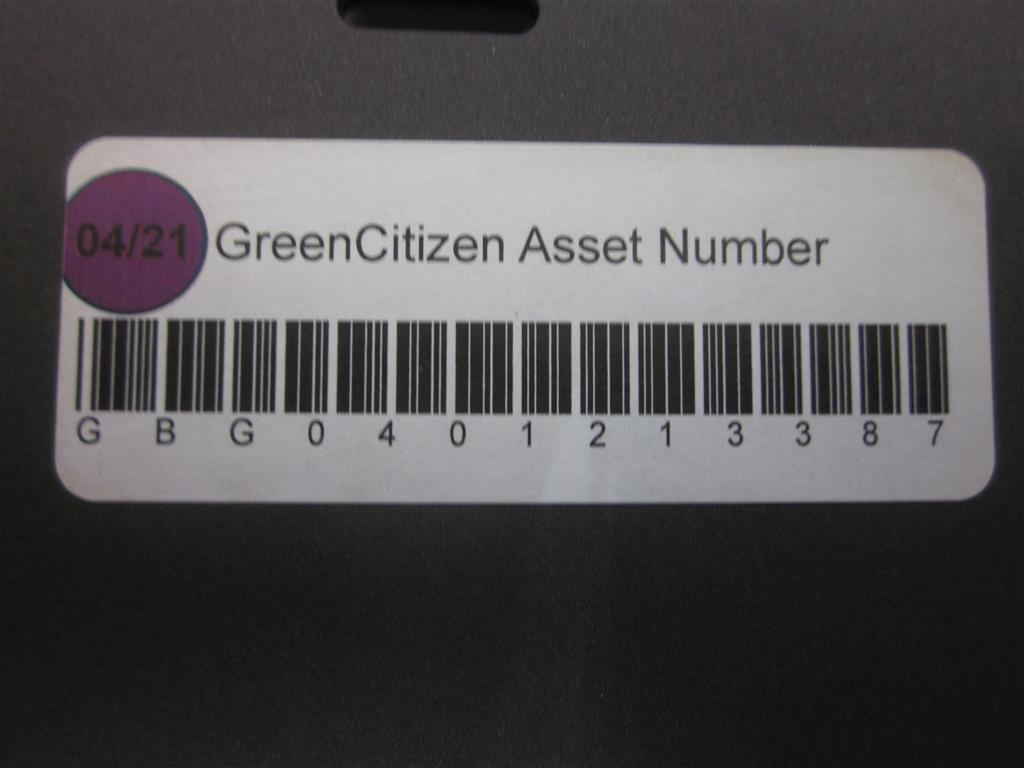 04/21 GreenCitizen Asset Number
G B G 0 4 0 1 2 1 3 3 8 7